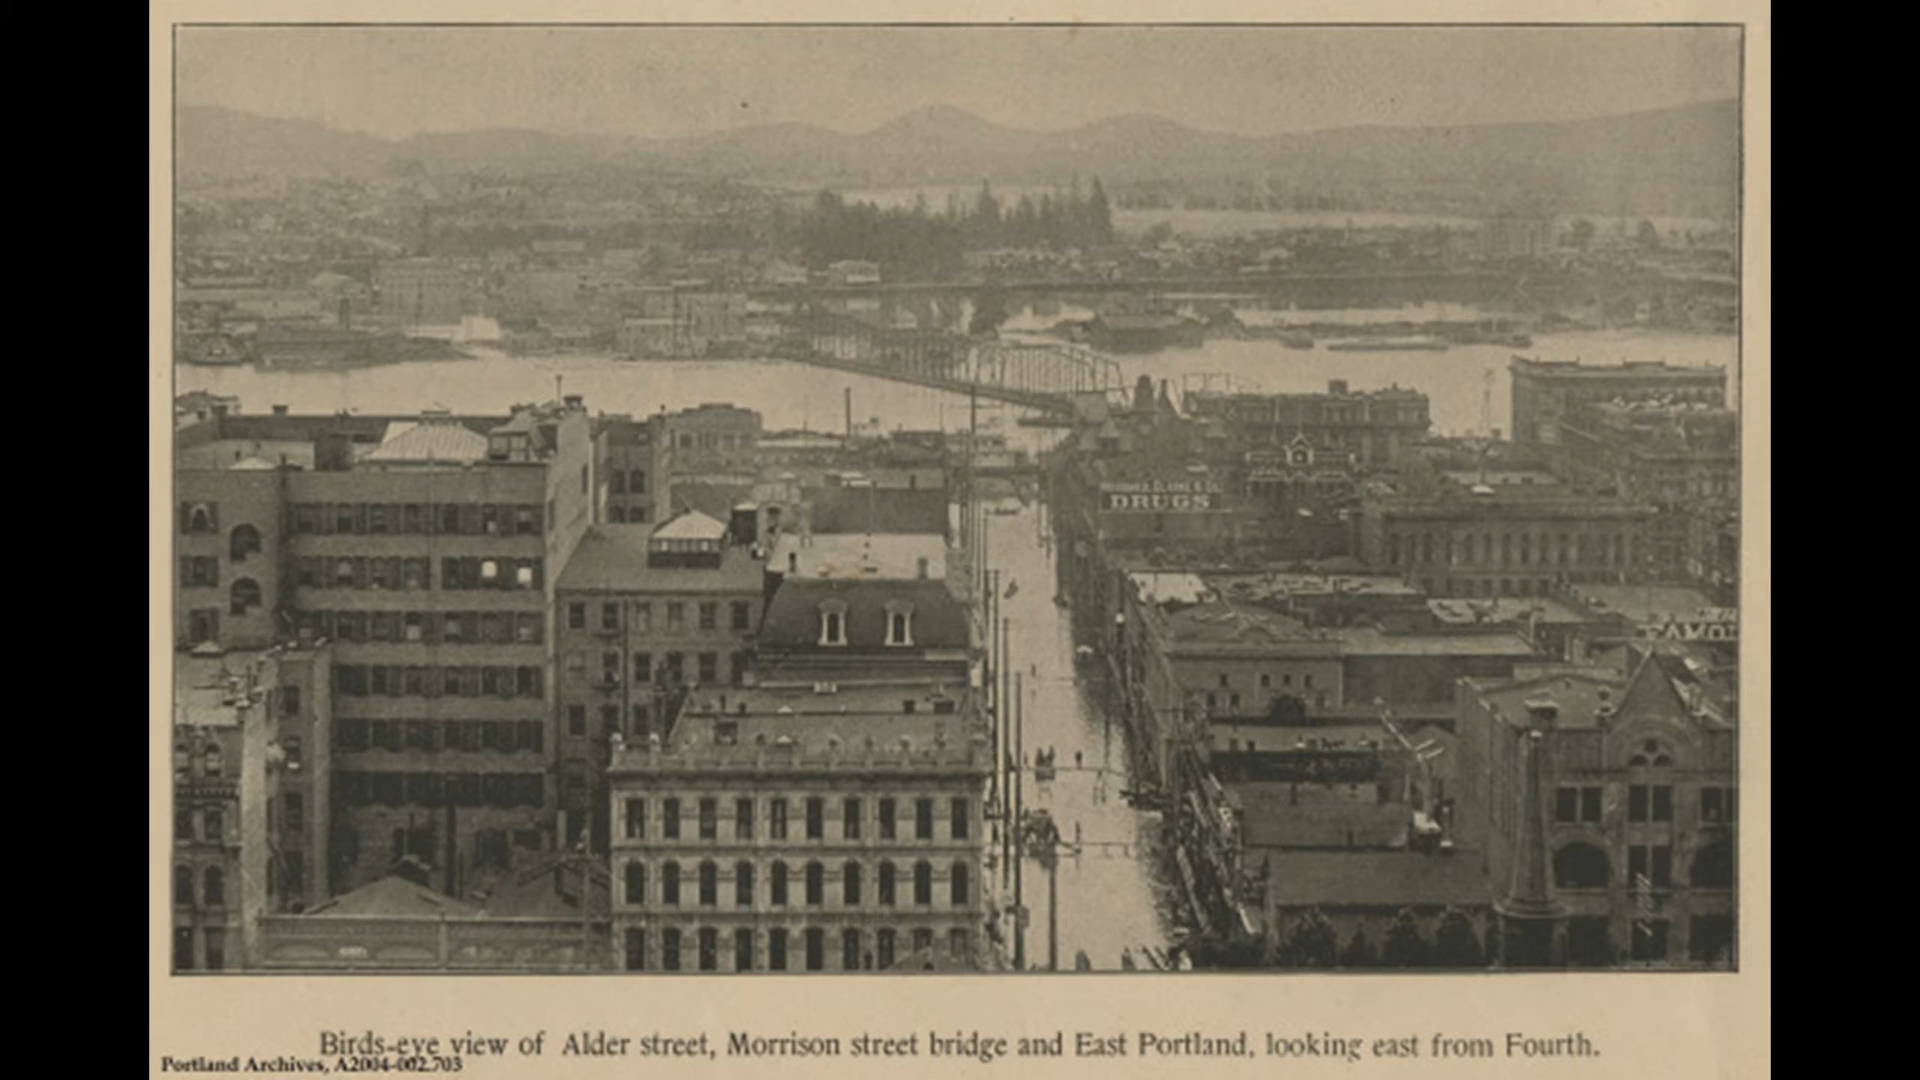 DRUGS
Birds-eye view of Alder street, Morrison street bridge and East Portland, looking east from Fourth.
Portland Archives, A2004-002.703